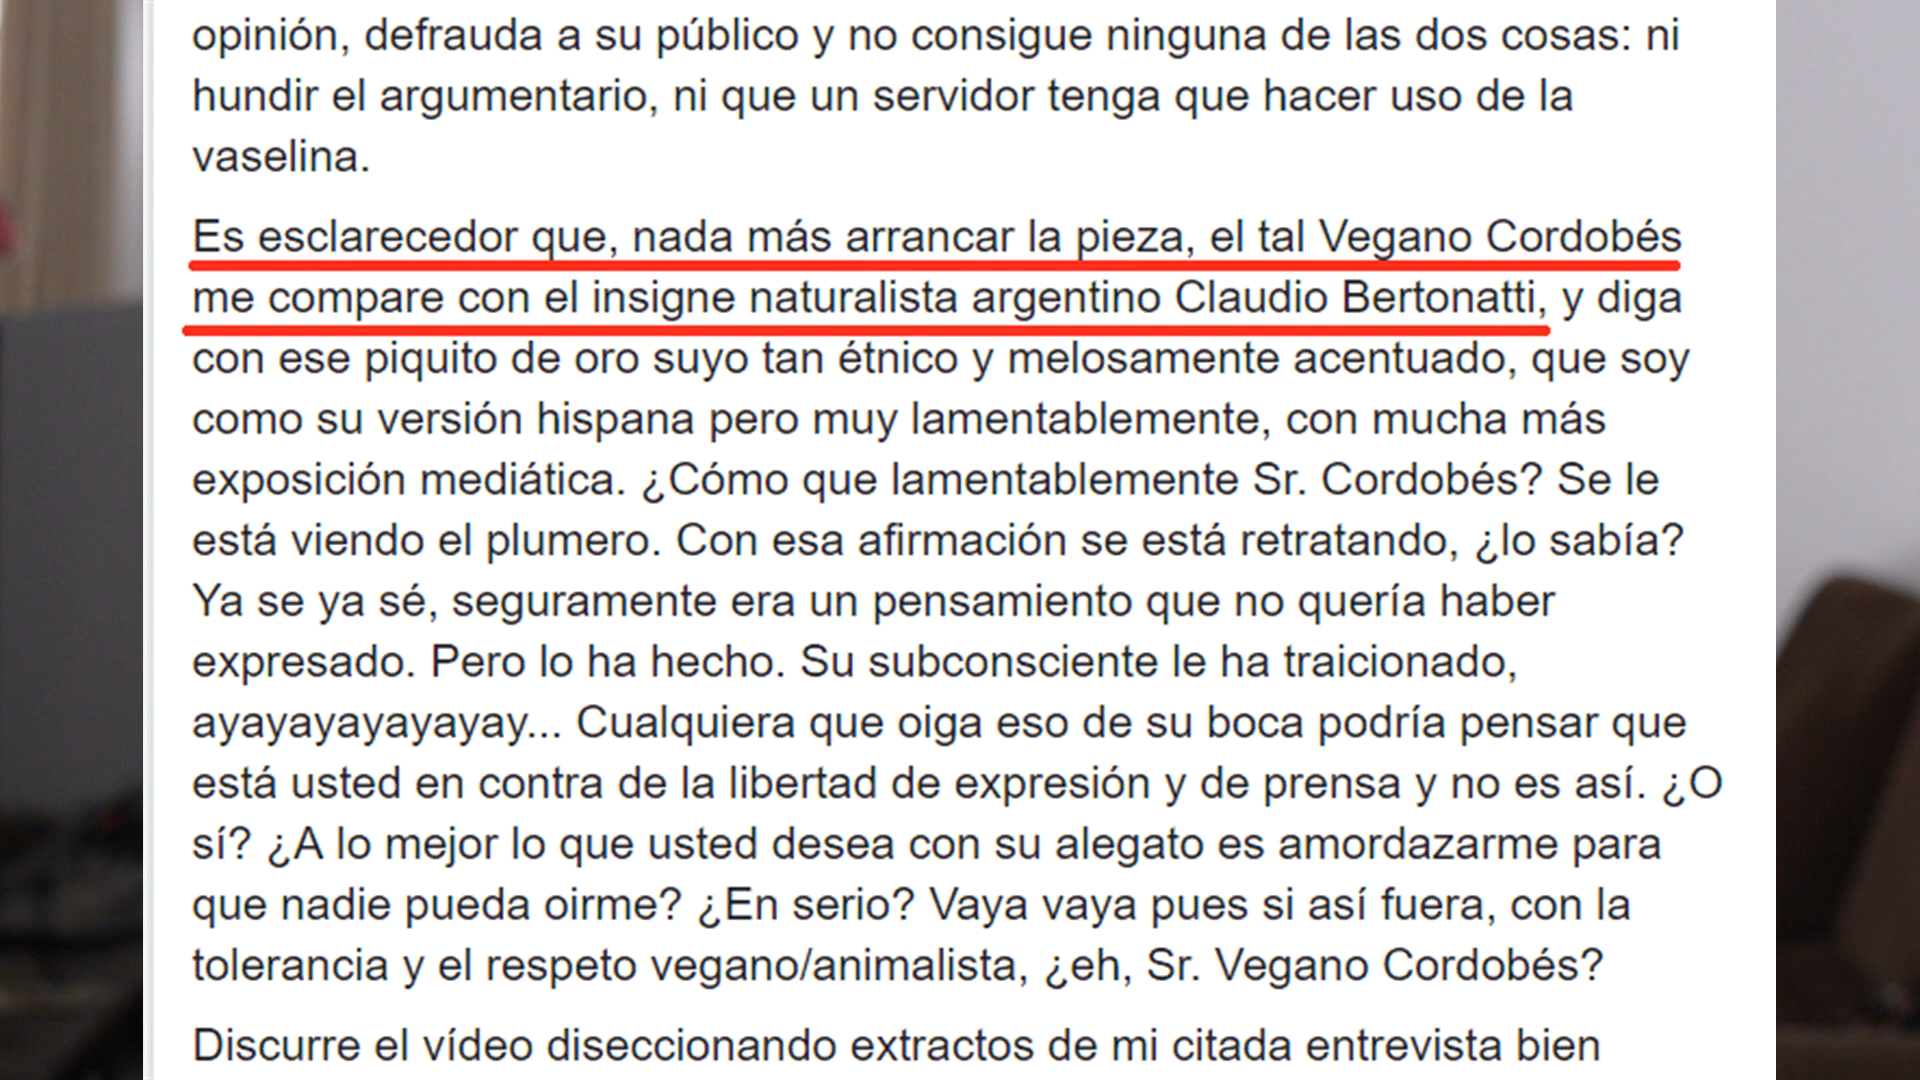 opinión, defrauda a su público y no consigue ninguna de las dos cosas: ni
hundir el argumentario, ni que un servidor tenga que hacer uso de la
vaselina.
Es esclarecedor que, nada más arrancar la pieza, el tal Vegano Cordobés
me compare con el insigne naturalista argentino Claudio Bertonatti, y diga
con ese piquito de oro suyo tan étnico y melosamente acentuado, que soy
como su versión hispana pero muy lamentablemente, con mucha más
exposición mediática. ¿Cómo que lamentablemente Sr. Cordobés? Se le
está viendo el plumero. Con esa afirmación se está retratando, ¿lo sabía?
Ya se ya sé, seguramente era un pensamiento que no quería haber
expresado. Pero lo ha hecho. Su subconsciente le ha traicionado,
ayayayayayayay... Cualquiera que oiga eso de su boca podría pensar que
está usted en contra de la libertad de expresión y de prensa y no es así. ¿O
sí? ¿A lo mejor lo que usted desea con su alegato es amordazarme para
que nadie pueda oirme? ¿En serio? Vaya vaya pues si así fuera, con la
tolerancia y el respeto vegano/animalista, ¿eh, Sr. Vegano Cordobés?
Discurre el vídeo diseccionando extractos de mi citada entrevista bien